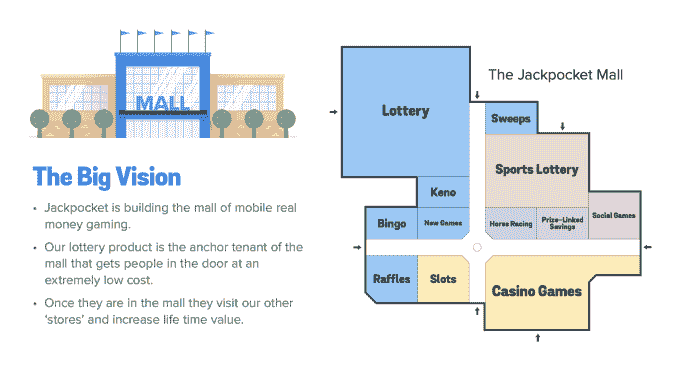 MALL
The Big Vision
• Jackpocket is building the mall of mobile real
money gaming.
• Our lottery product is the anchor tenant of the
mall that gets people in the door at an
extremely low cost.
• Once they are in the mall they visit our other
‘stores’ and increase life time value.
The Jackpocket Mall
Lottery
Sweeps
Sports Lottery
Keno
Bingo
New Games
Horse Racing
Prize-Linked
Savings
Social Games
Raffles
Slots
Casino Games